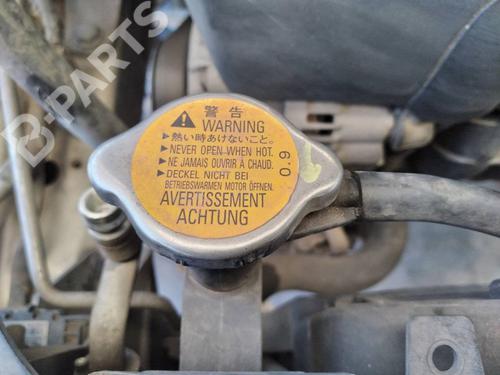 B-PARTS
警告
WARNING
▶熱い時あけないこと。
▶NEVER OPEN WHEN HOT.
▶NE JAMAIS OUVRIR À CHAUD.
▶DECKEL NICHT BEI
BETRIEBSWARMEN MOTOR ÖFFNEN.
AVERTISSEMENT
ACHTUNG
0.9